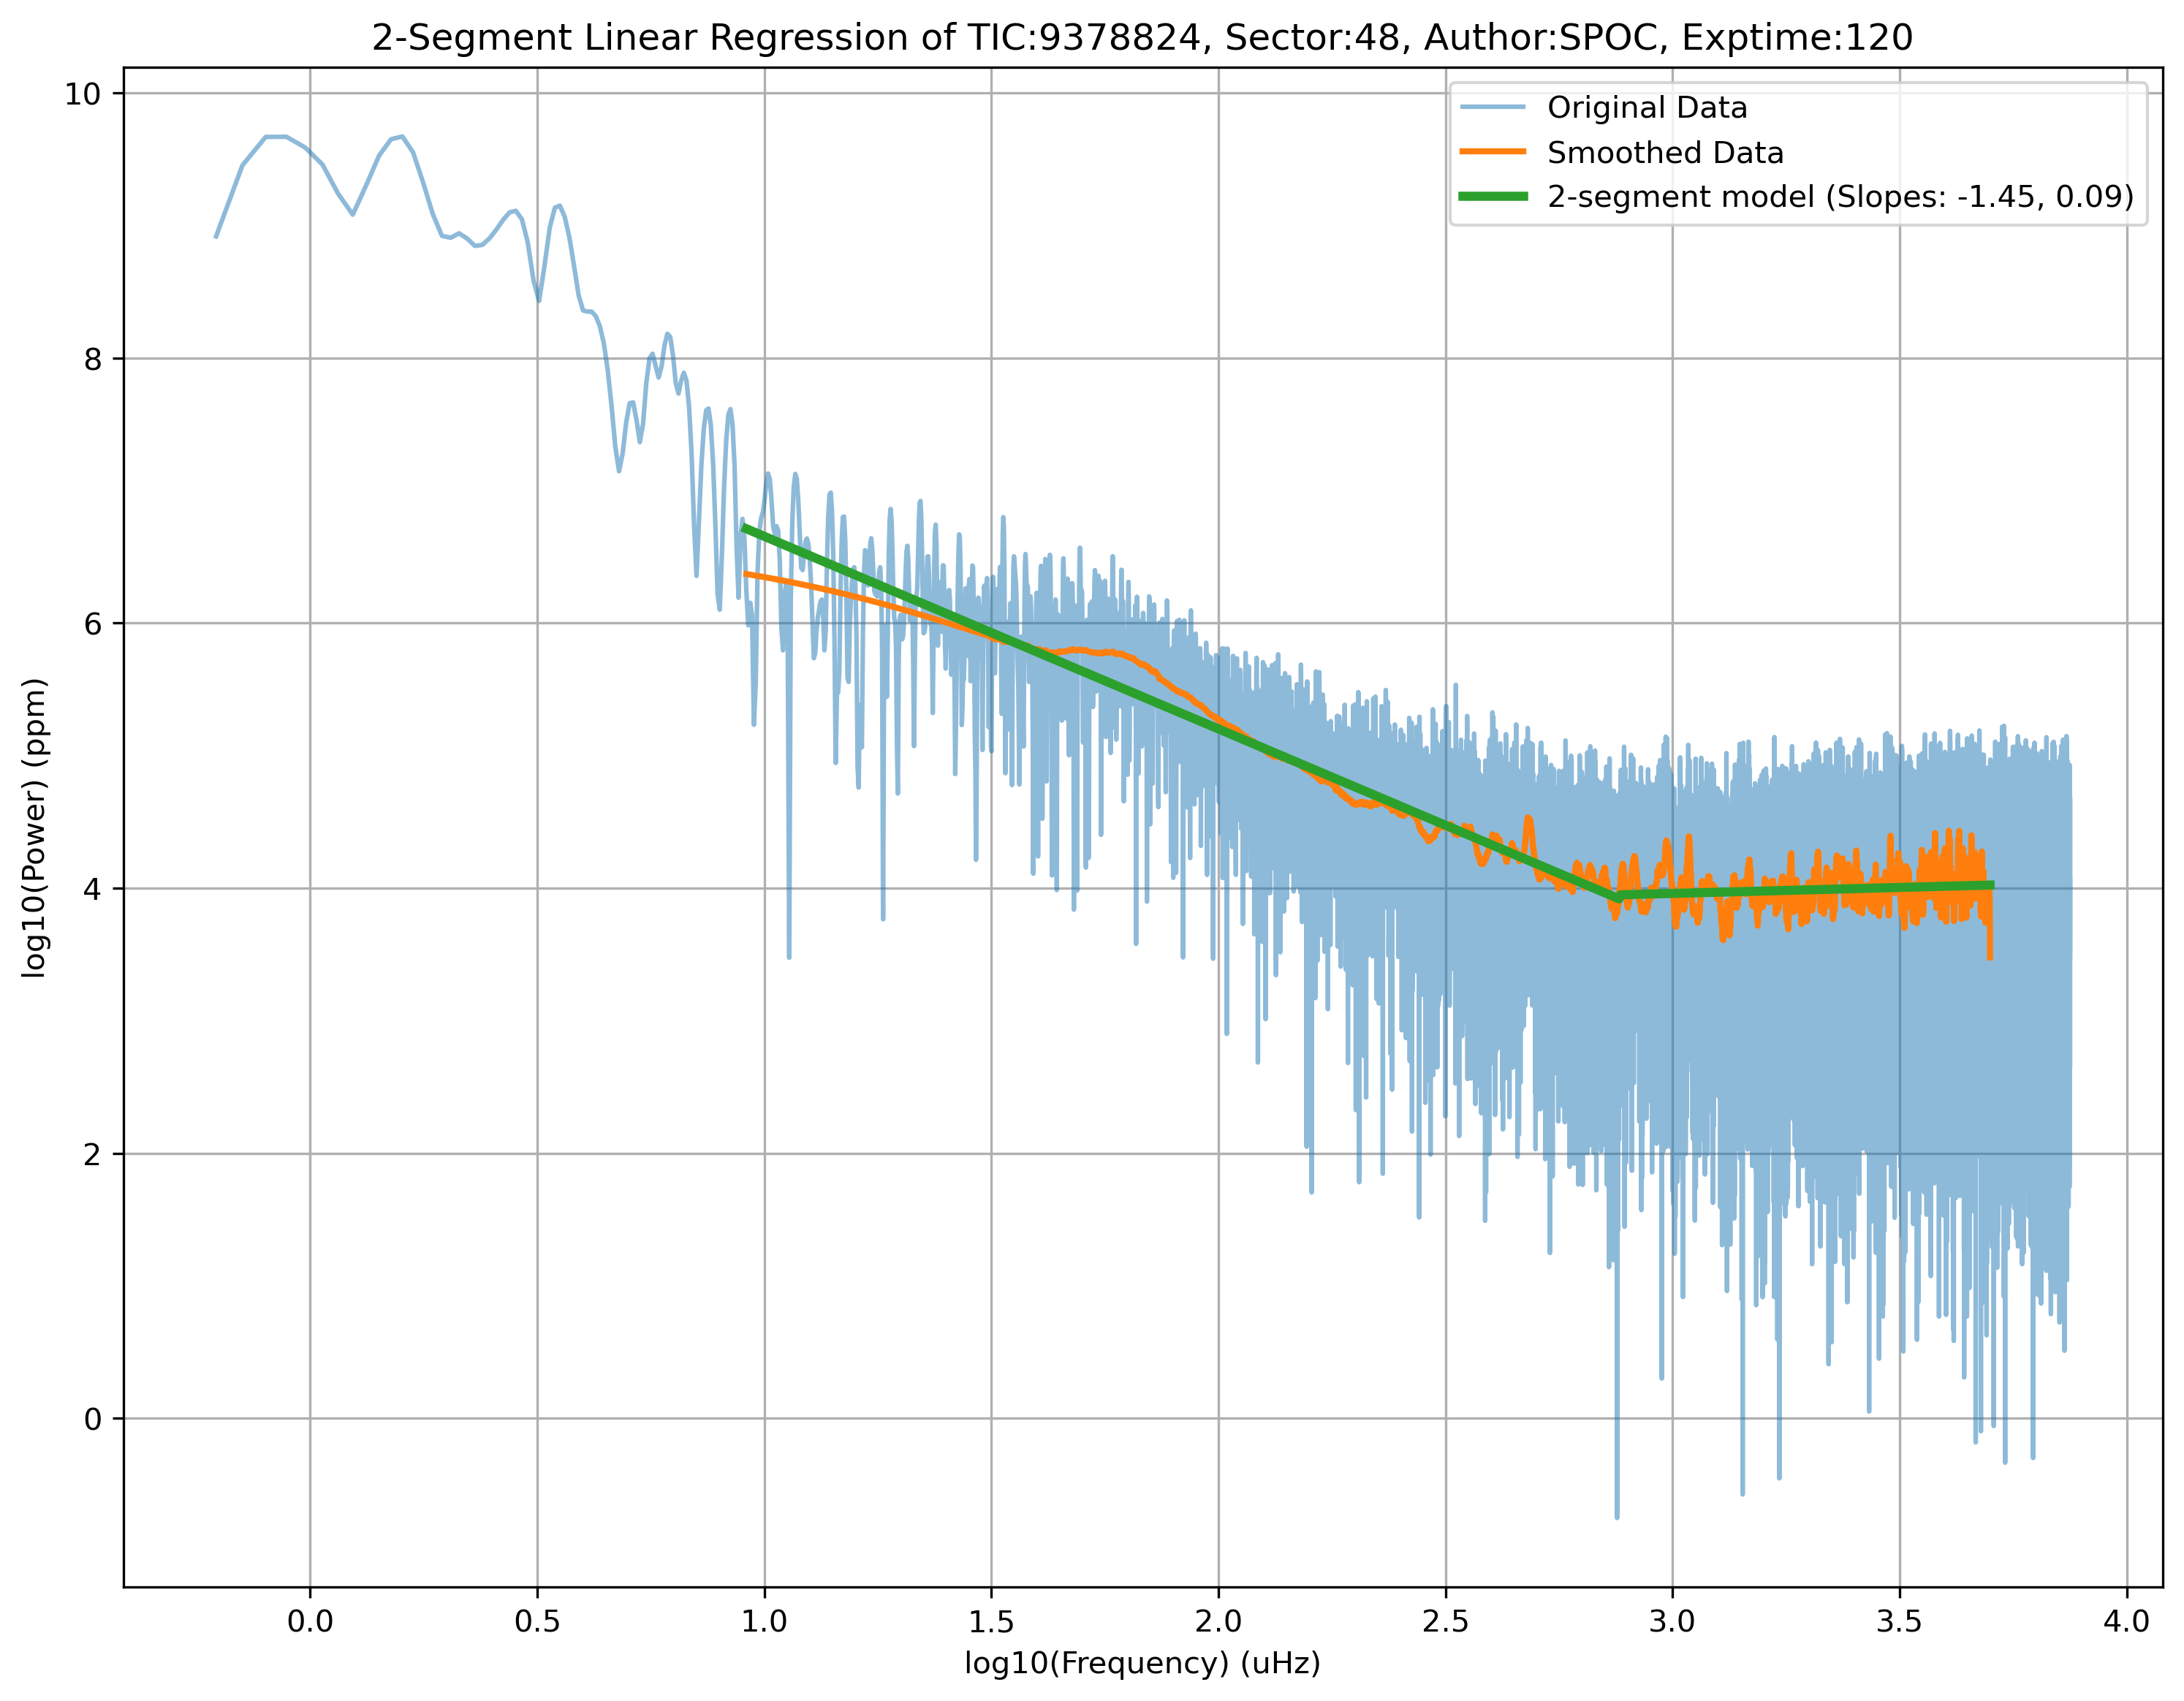 2-Segment Linear Regression of TIC:9378824, Sector:48, Author:SPOC, Exptime:120
Original Data
Smoothed Data
2-segment model (Slopes: -1.45, 0.09)
log10(Power) (ppm)
10
8
6
4
2
0
0.0 0.5 1.0 1.5 2.0 2.5 3.0 3.5 4.0
log10(Frequency) (uHz)